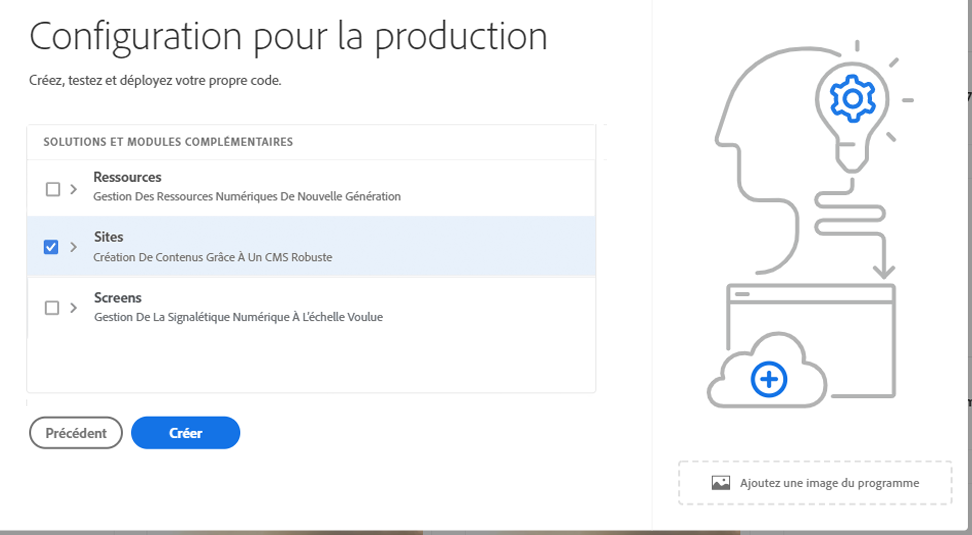 Configuration pour la production
Créez, testez et déployez votre propre code.
SOLUTIONS ET MODULES COMPLÉMENTAIRES
Ressources
Gestion Des Ressources Numériques De Nouvelle Génération
Sites
Création De Contenus Grâce À Un CMS Robuste
Screens
Gestion De La Signalétique Numérique À L'échelle Voulue
Précédent
Créer
Ajoutez une image du programme